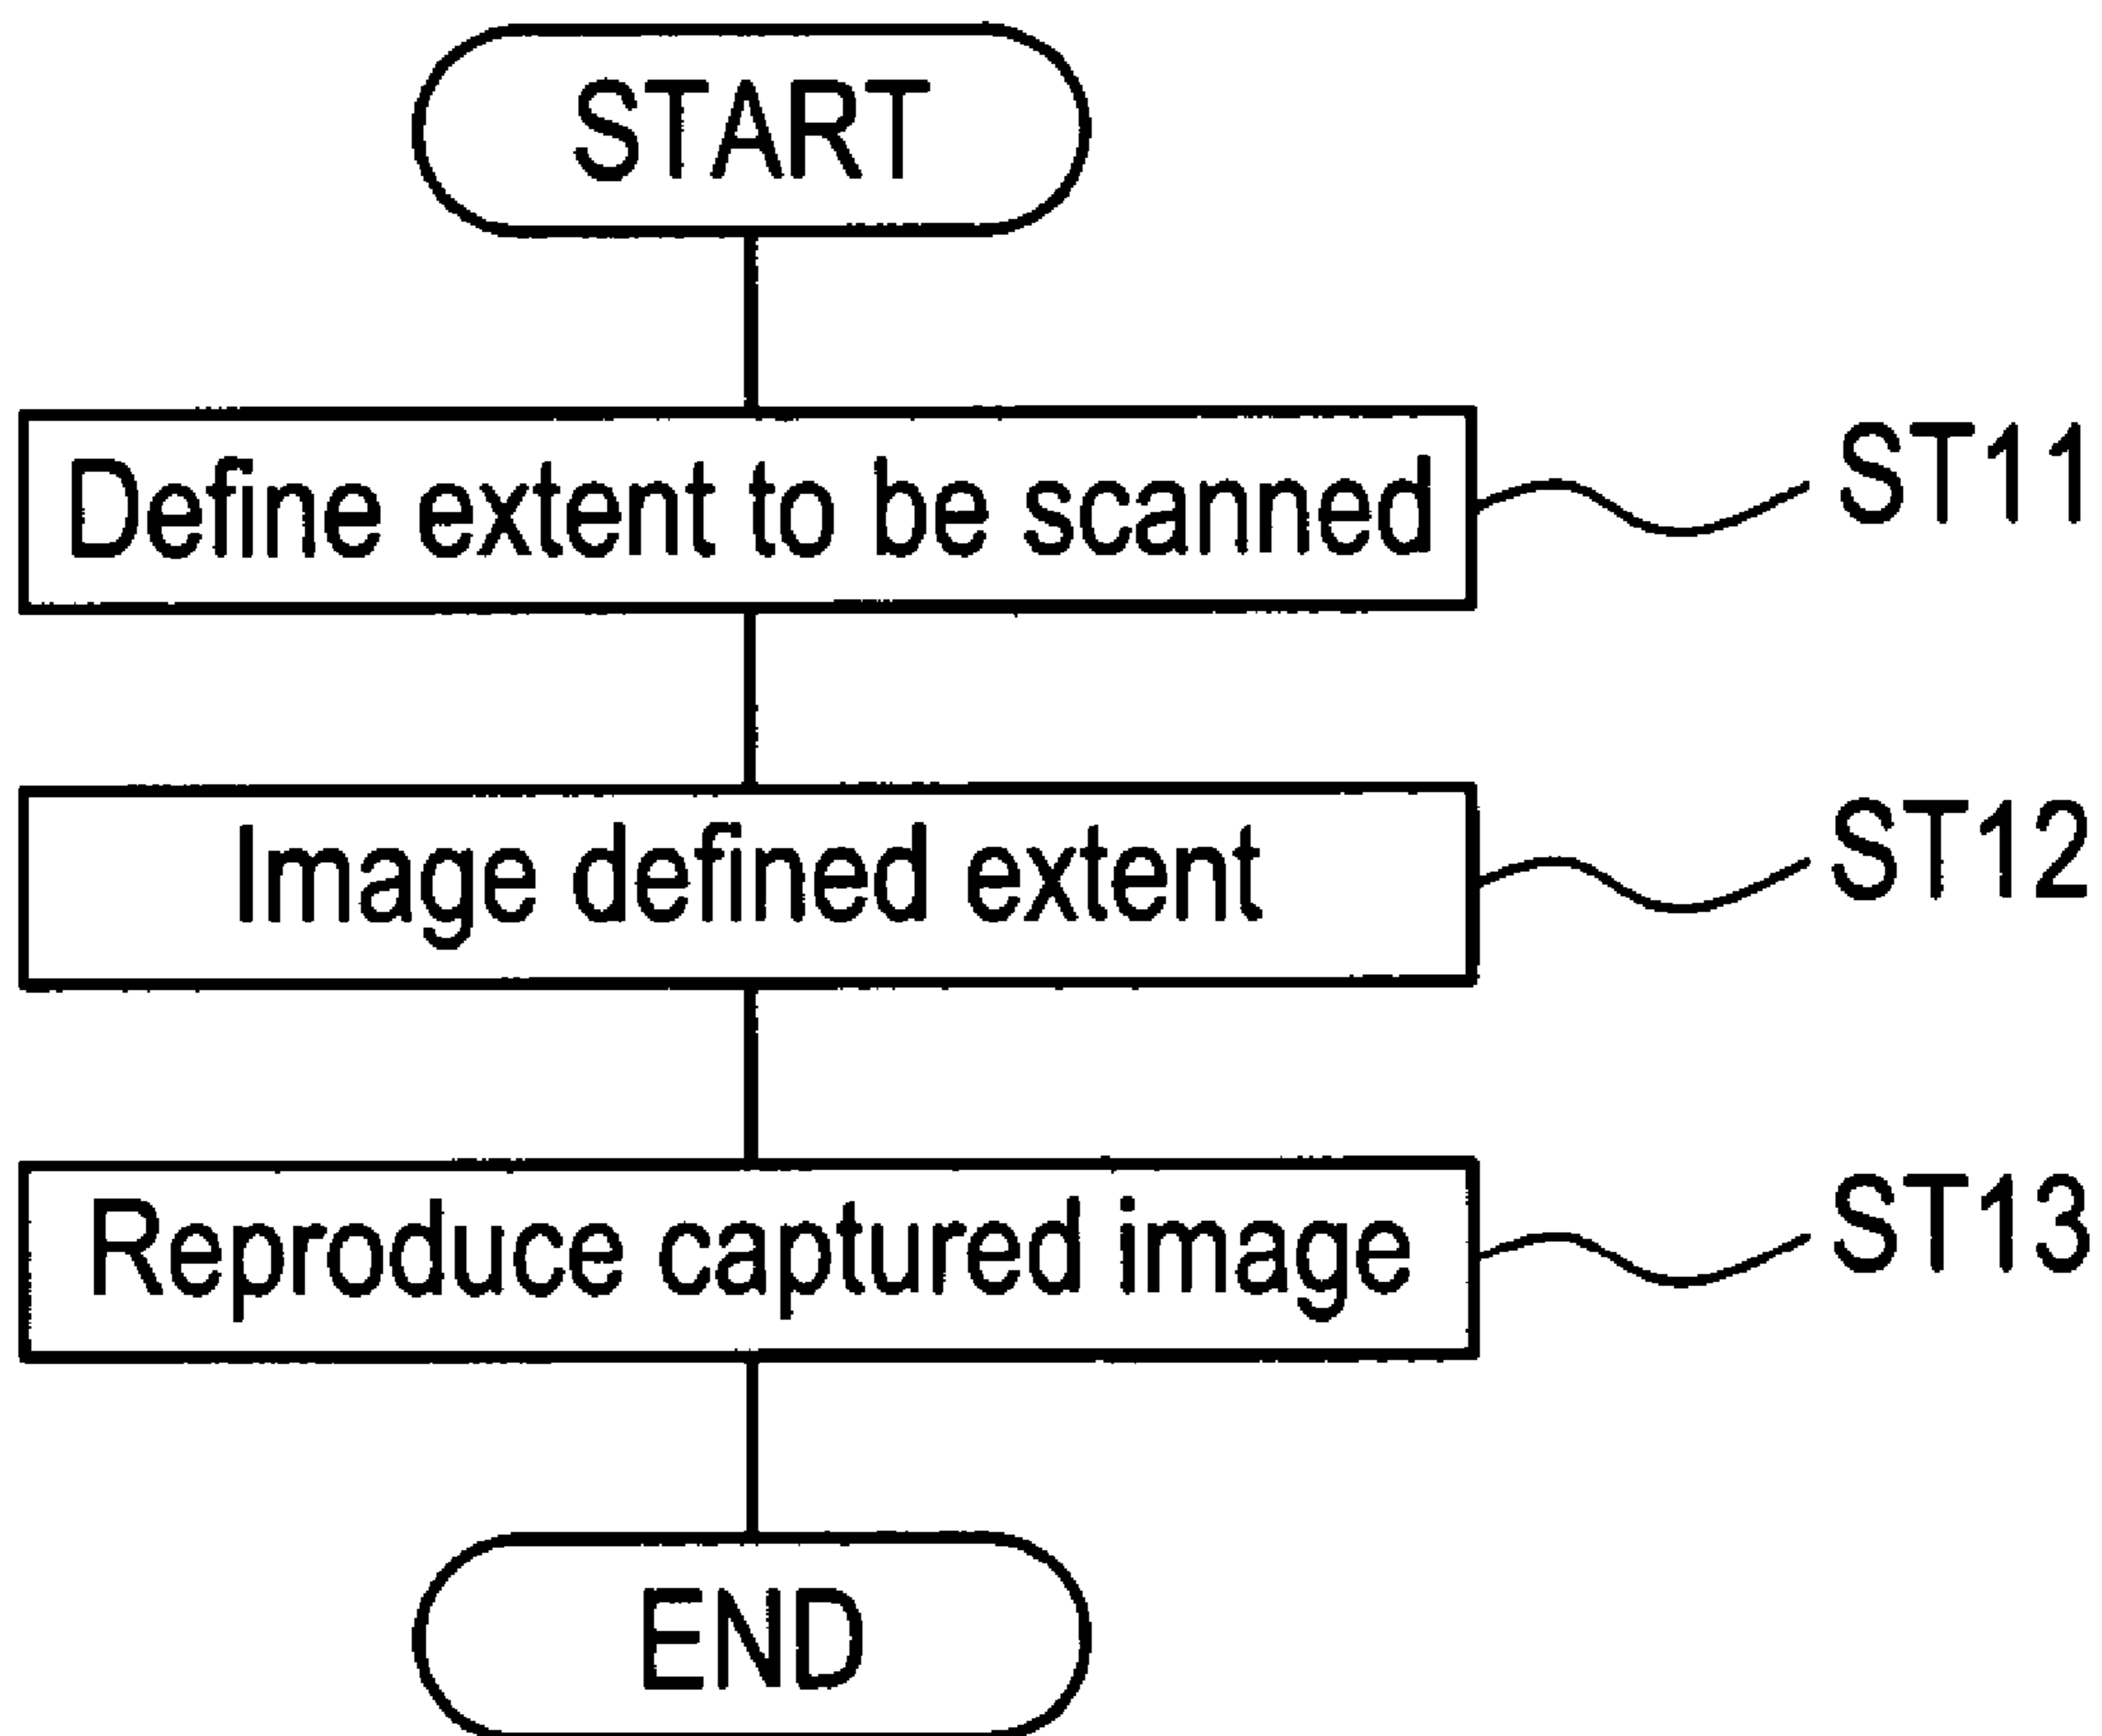 START
Define extent to be scanned ST11
Image defined extent ST12
Reproduce captured image ST13
END